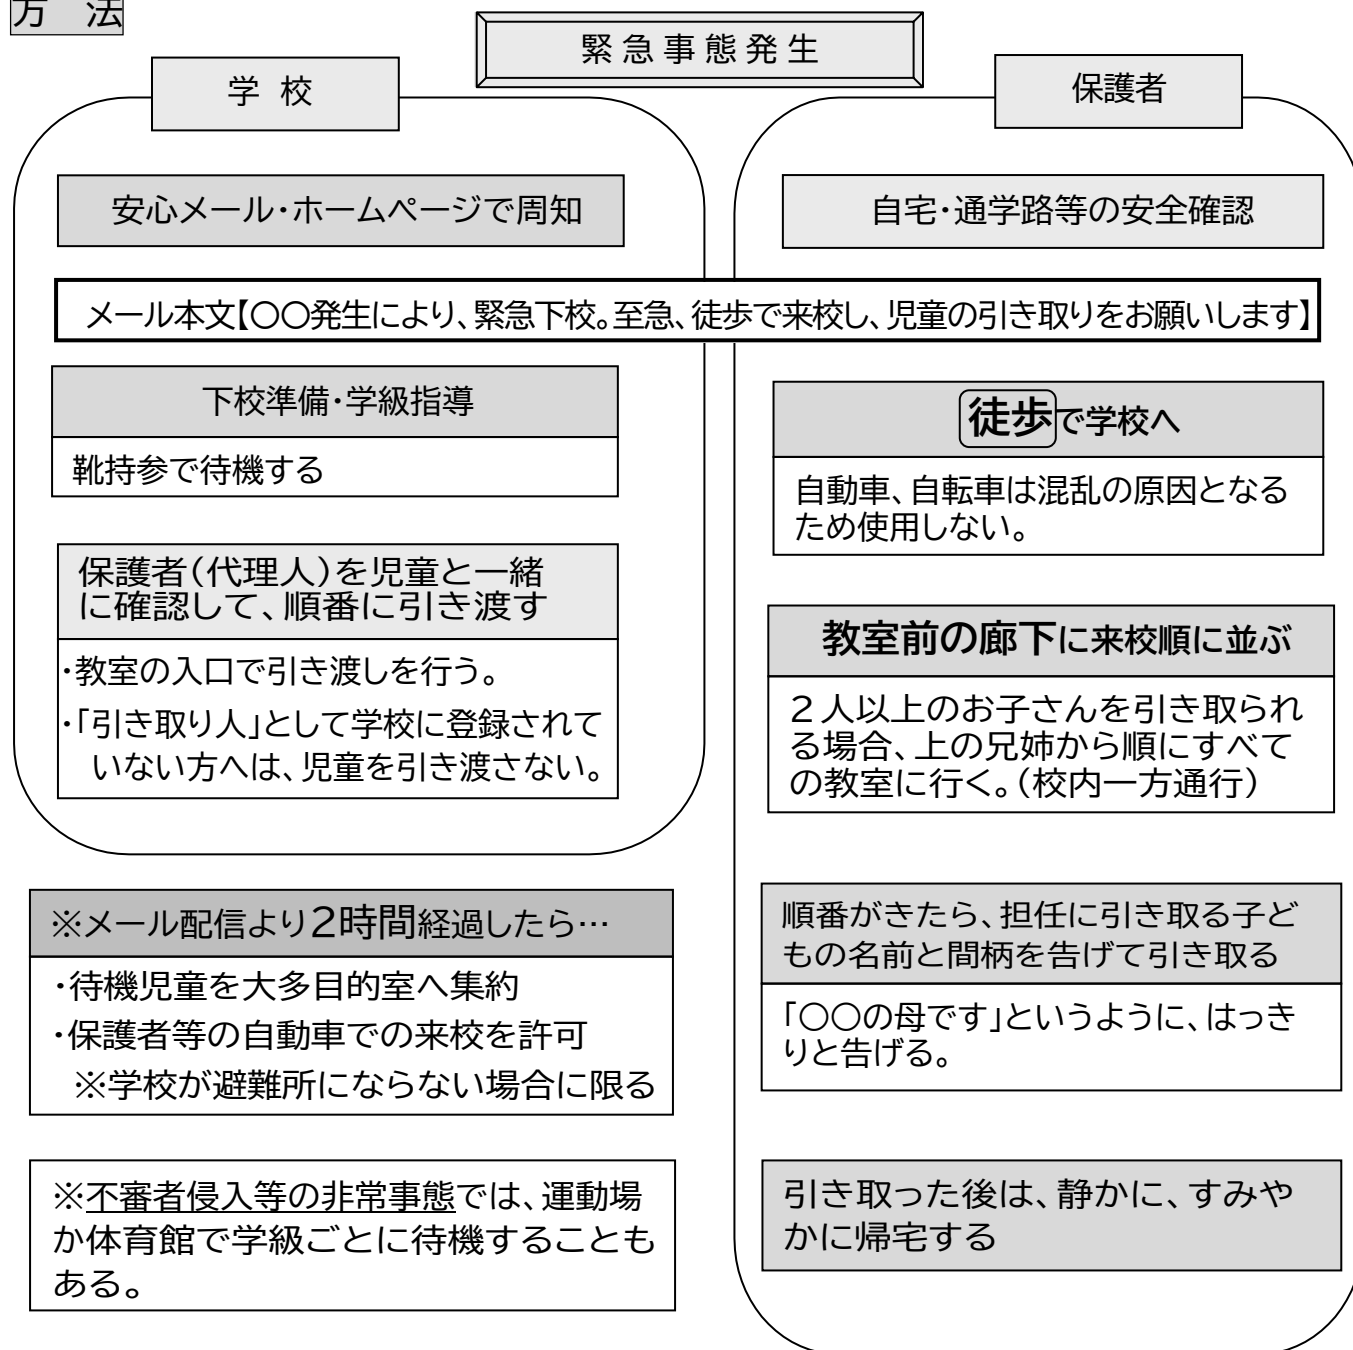 方 法
緊急事態発生
学 校
安心メール・ホームページで周知
保護者
自宅・通学路等の安全確認
メール本文【〇〇発生により、緊急下校。至急、徒歩で来校し、児童の引き取りをお願いします】
下校準備・学級指導
靴持参で待機する
保護者(代理人)を児童と一緒
に確認して、順番に引き渡す
・教室の入口で引き渡しを行う。
・「引き取り人」として学校に登録されて
いない方へは、児童を引き渡さない。
※メール配信より2時間経過したら…
・待機児童を大多目的室へ集約
・保護者等の自動車での来校を許可
※学校が避難所にならない場合に限る
※不審者侵入等の非常事態では、運動場
か体育館で学級ごとに待機することも
ある。
徒歩で学校へ
自動車、自転車は混乱の原因となる
ため使用しない。
教室前の廊下に来校順に並ぶ
2人以上のお子さんを引き取られ
る場合、上の兄姉から順にすべて
の教室に行く。(校内一方通行)
順番がきたら、担任に引き取る子ど
もの名前と間柄を告げて引き取る
「〇〇の母です」というように、はっき
りと告げる。
引き取った後は、静かに、すみや
かに帰宅する